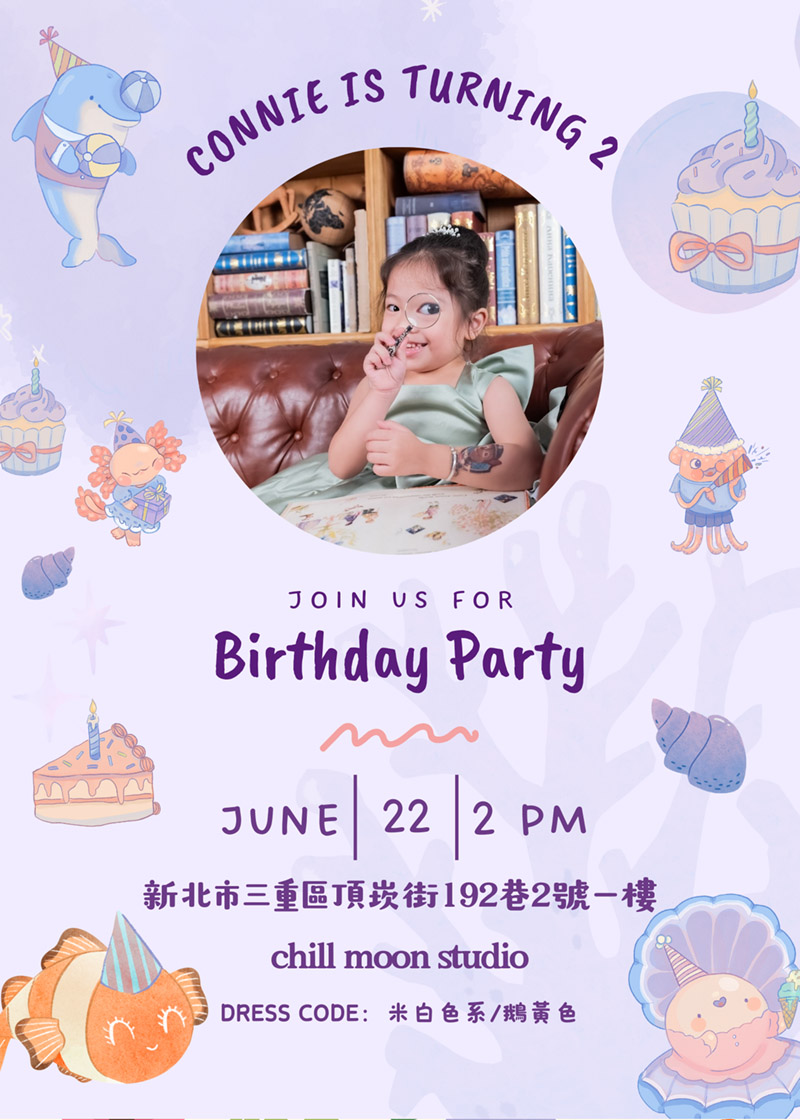 CONNIE IS TURNING 2
JOIN US FOR
Birthday Party
JUNE 22 2 PM
新北市三重區頂崁街192巷2號一樓
chill moon studio
DRESS CODE： 米白色系/鵝黃色